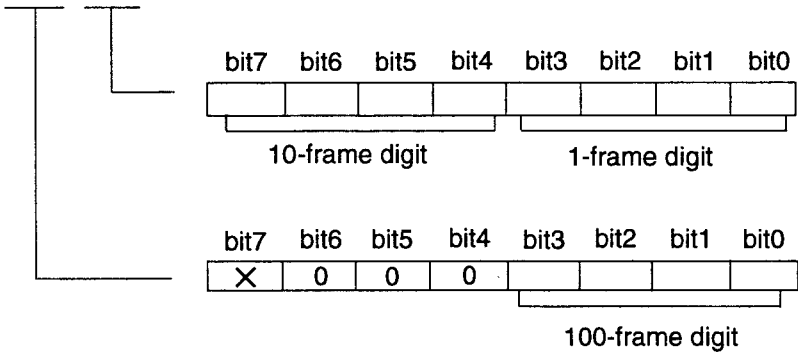 bit7 bit6 bit5 bit4 bit3 bit2 bit1 bit0
10-frame digit 1-frame digit
bit7 bit6 bit5 bit4 bit3 bit2 bit1 bit0
× 0 0 0
100-frame digit